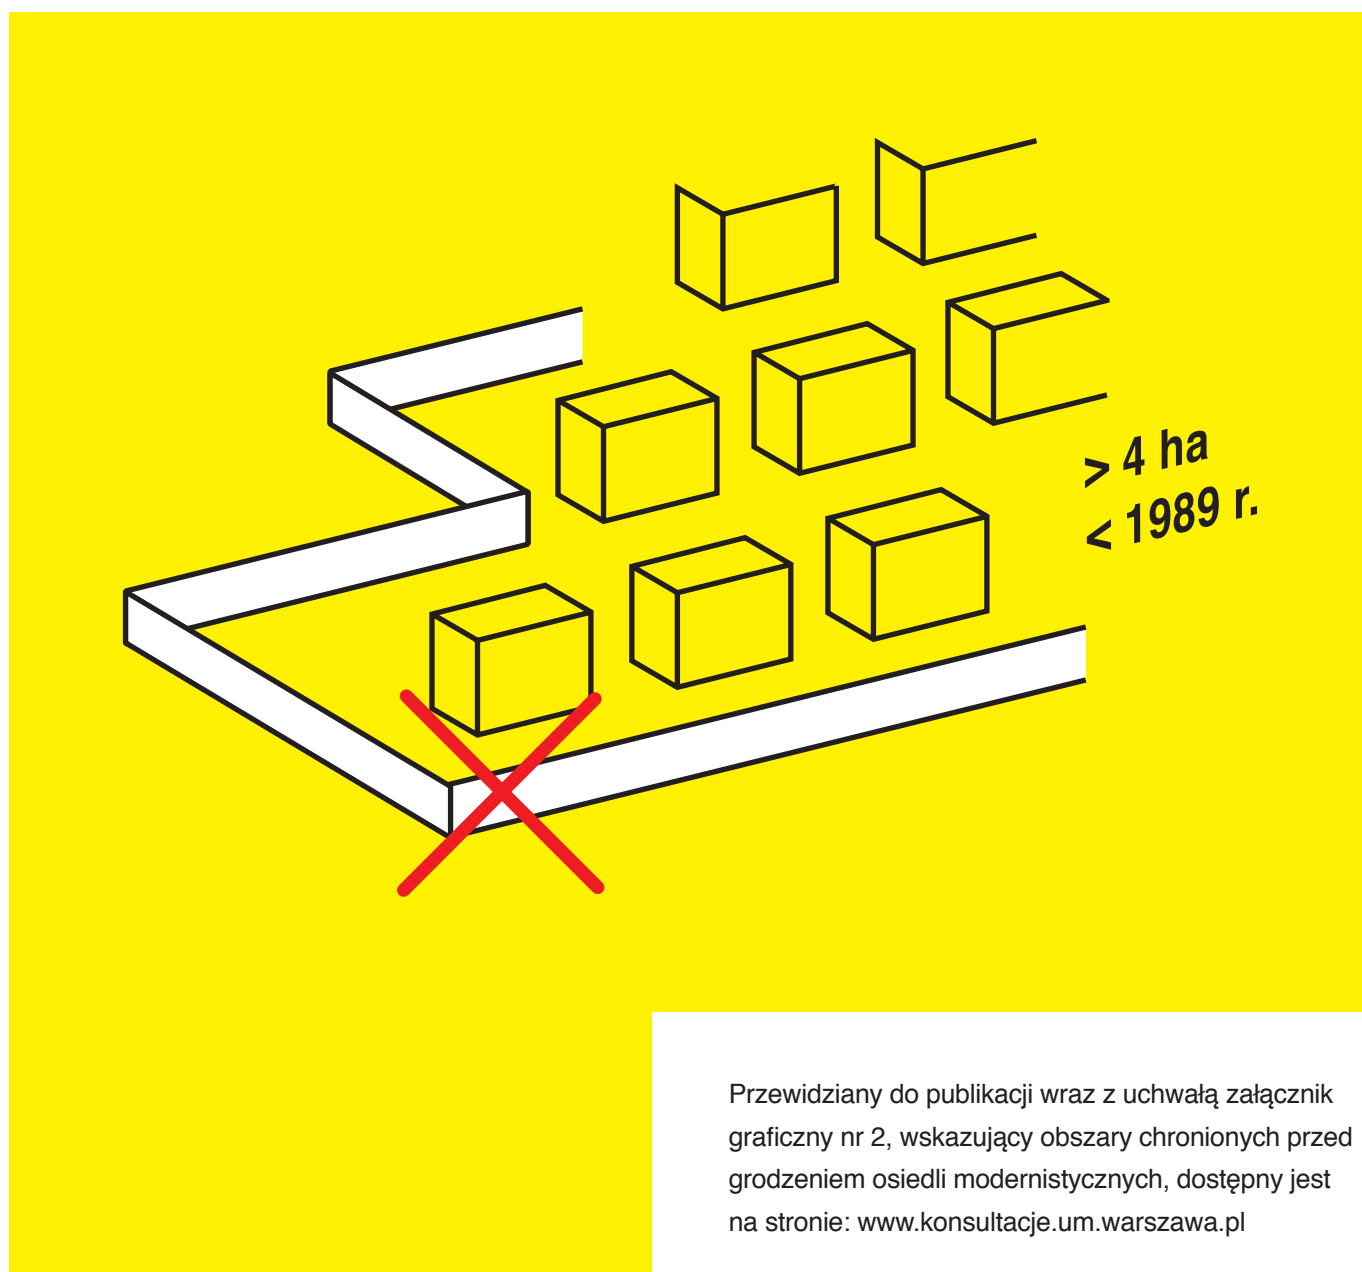 > 4 ha
< 1989 r.
Przewidziany do publikacji wraz z uchwałą załącznik
graficzny nr 2, wskazujący obszary chronionych przed
grodzeniem osiedli modernistycznych, dostępny jest
na stronie: www.konsultacje.um.warszawa.pl